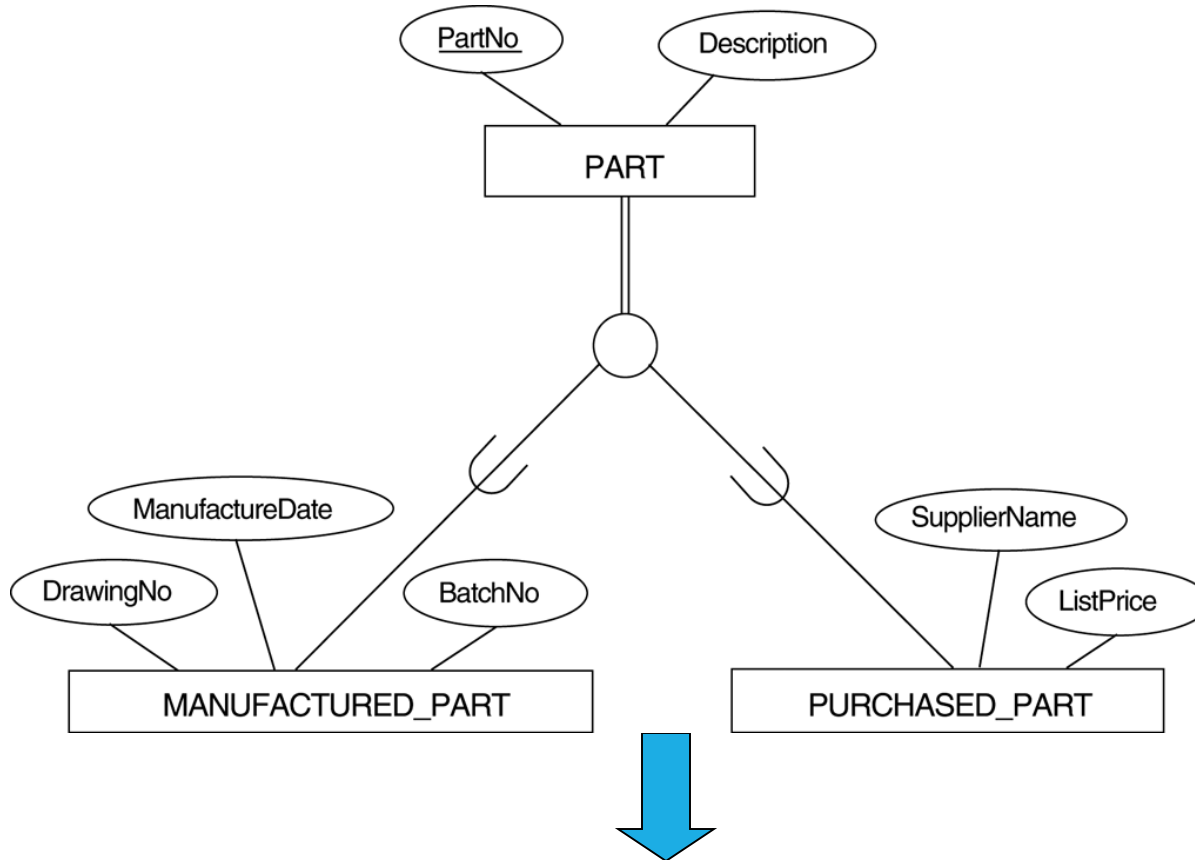 PartNo
Description
PART
ManufactureDate
SupplierName
DrawingNo
BatchNo
ListPrice
MANUFACTURED_PART
PURCHASED_PART